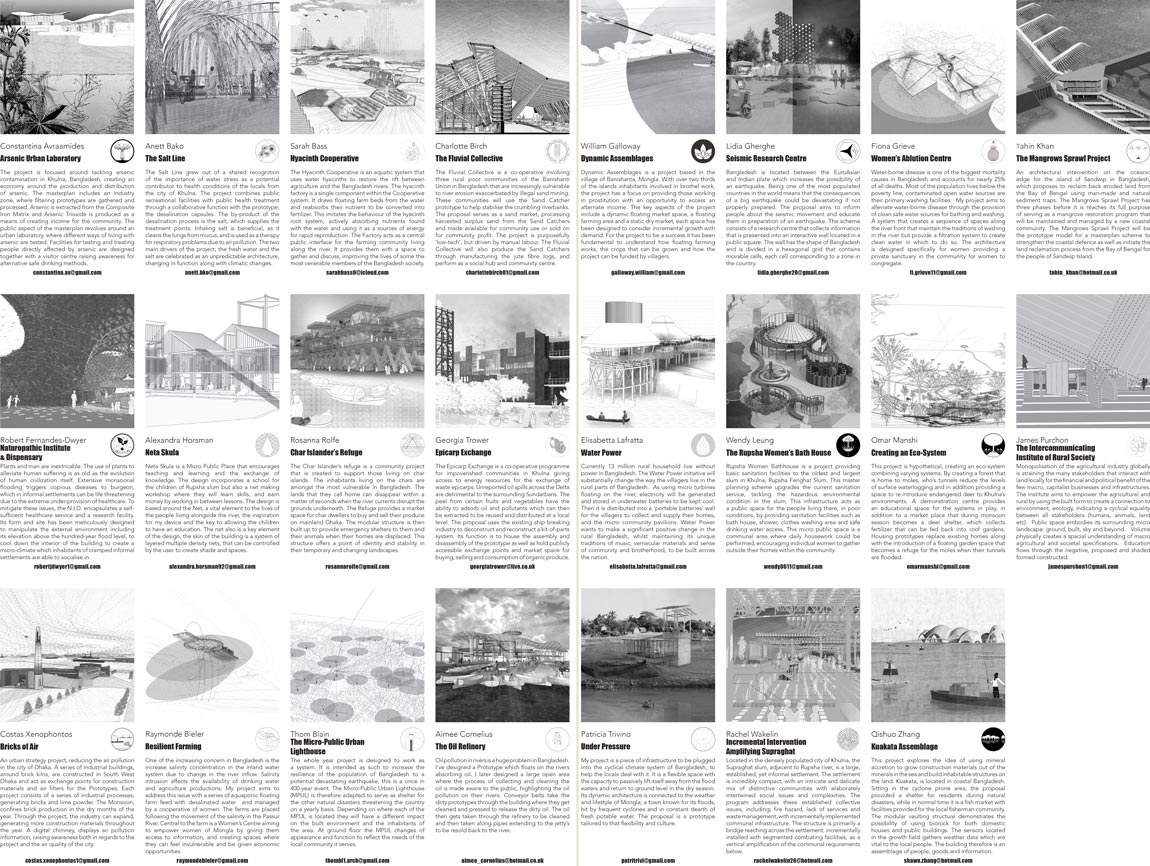 Constantina Avraamides
Arsenic Urban Laboratory
The project is focused around tackling arsenic
contamination in Khulna, Bangladesh, creating an
economy around the production and distribution
of arsenic. The masterplan includes an industry
zone, where filtering prototypes are gathered and
processed. Arsenic is extracted from the Composite
Iron Matrix and Arsenic Trioxide is produced as a
means of creating income for the community. The
public aspect of the masterplan revolves around an
urban laboratory, where different ways of living with
arsenic are tested. Facilities for testing and treating
people directly affected by arsenic are designed
together with a visitor centre raising awareness for
alternative safe drinking methods.
constantina.av@gmail.com
Anett Bako
The Salt Line
The Salt Line grew out of a shared recognition
of the importance of water stress as a potential
contributor to health conditions of the locals from
the city of Khulna. The project combines public
recreational facilities with public health treatment
through a collaborative function with the prototype;
the desalination capsules. The by-product of the
desalination process is the salt, which supplies the
treatment points. Inhaling salt is beneficial, as it
cleans the lungs from mucus, and is used as a therapy
for respiratory problems due to air pollution. The two
main drivers of the project, the fresh water and the
salt are celebrated as an unpredictable architecture,
changing in function along with climatic changes.
anett.bko@gmail.com
Sarah Bass
Hyacinth Cooperative
The Hyacinth Cooperative is an aquatic system that
uses water hyacinths to restore the rift between
agriculture and the Bangladesh rivers. The hyacinth
factory is a single component within the Cooperative
system. It draws floating farm beds from the water
and reabsorbs their nutrient to be converted into
fertilizer. This imitates the behaviour of the hyacinth
root system; actively absorbing nutrients found
within the water and using it as a sources of energy
for rapid reproduction. The Factory acts as a central
public interface for the farming community living
along the river. It provides them with a space to
gather and discuss, improving the lives of some the
most venerable members of the Bangladesh society.
sarahbass0@icloud.com
Charlotte Birch
The Fluvial Collective
The Fluvial Collective is a co-operative involving
three rural poor communities of the Banishanti
Union in Bangladesh that are increasingly vulnerable
to river erosion exacerbated by illegal sand mining.
These communities will use the Sand Catcher
prototype to help stabilise the crumbling riverbanks.
The proposal serves as a sand market, processing
harvested surplus sand from the Sand Catchers
and made available for community use or sold on
for community profit. The project is purposefully
'low-tech', but driven by manual labour. The Fluvial
Collective will also produce the Sand Catchers
through manufacturing the jute fibre logs, and
perform as a social hub and community centre.
charlottebirch01@gmail.com
William Galloway
Dynamic Assemblages
Dynamic Assemblages is a project based in the
village of Banishanta, Mongla. With over two thirds
of the islands inhabitants involved in brothel work,
the project has a focus on providing those working
in prostitution with an opportunity to access an
alternate income. The key aspects of the project
include a dynamic floating market space, a floating
farming area and a static dry market, each space has
been designed to consider incremental growth with
demand. For the project to be a success it has been
fundamental to understand how floating farming
works, the crops that can be grown and how the
project can be funded by villagers.
galloway.william@gmail.com
Lidia Gherghe
Seismic Research Centre
Bangladesh is located between the EuroAsian
and Indian plate which increases the possibility of
an earthquake. Being one of the most populated
countries in the world means that the consequences
of a big earthquake could be devastating if not
properly prepared. The proposal aims to inform
people about the seismic movement and educate
them in preparation of an earthquake. The scheme
consists of a research centre that collects information
that is presented into an interactive wall located in a
public square. The wall has the shape of Bangladesh
and is divided in a hexagonal grid that contains
moveable cells, each cell corresponding to a zone in
the country.
lidia.gherghe20@gmail.com
Fiona Grieve
Women's Ablution Centre
Waterborne disease is one of the biggest mortality
causes in Bangladesh and accounts for nearly 25%
of all deaths. Most of the population lives below the
poverty line, contaminated open water sources are
their primary washing facilities. My project aims to
alleviate water-borne disease through the provision
of clean safe water sources for bathing and washing.
A system that creates a sequence of spaces along
the river front that maintain the traditions of washing
in the river but provide a filtration system to create
clean water in which to do so. The architecture
is designed specifically for women providing a
private sanctuary in the community for women to
congregate.
fi.grieve11@gmail.com
Tahin Khan
The Mangrows Sprawl Project
An architectural intervention on the oceanic
edge for the island of Sandwip in Bangladesh,
which proposes to reclaim back eroded land from
the Bay of Bengal using man-made and natural
sediment traps. The Mangrows Sprawl Project has
three phases before it is reaches its full purpose
of serving as a mangrove restoration program that
will be maintained and managed by a new coastal
community. The Mangrows Sprawl Project will be
the prototype model for a masterplan scheme to
strengthen the coastal defence as well as initiate the
land reclamation process from the Bay of Bengal for
the people of Sandwip Island.
tahin_khan@hotmail.co.uk
Robert Fernandes-Dwyer
Naturopathic Institute
& Dispensary
Plants and man are inextricable. The use of plants to
alleviate human suffering is as old as the evolution
of human civilisation itself. Extensive monsoonal
flooding triggers copious diseases to burgeon,
which in informal settlements can be life threatening
due to the extreme under-provision of healthcare. To
mitigate these issues, the N.I.D. encapsulates a self-
sufficient healthcare service and a research facility.
Its form and site has been meticulously designed
to manipulate the external environment including
its elevation above the hundred-year flood level, to
cool down the interior of the building to create a
micro-climate which inhabitants of cramped informal
settlements are able to socialise in.
robertjdwyer1@gmail.com
Alexandra Horsman
Neta Skula
Neta Skula is a Micro Public Place that encourages
teaching and learning and the exchange of
knowledge. The design incorporates a school for
the children of Rupsha slum but also a net making
workshop where they will learn skills, and earn
money by working in between lessons. The design is
based around the Net, a vital element to the lives of
the people living alongside the river, the inspiration
for my device and the key to allowing the children
to have an education. The net also is a key element
of the design, the skin of the building is a system of
layered multiple density nets, that can be controlled
by the user to create shade and spaces.
alexandra.horsman92@gmail.com
Rosanna Rolfe
Char Islander's Refuge
The Char Islander's refuge is a community project
that is created to support those living on char
islands. The inhabitants living on the chars are
amongst the most vulnerable in Bangladesh. The
lands that they call home can disappear within a
matter of seconds when the river currents disrupt the
grounds underneath. The Refuge provides a market
space for char dwellers to buy and sell their produce
on mainland Dhaka. The modular structure is then
built up to provide emergency shelters to them and
their animals when their homes are displaced. This
structure offers a point of identity and stability in
their temporary and changing landscapes.
rosannarolfe@gmail.com
Georgia Trower
Epicarp Exchange
The Epicarp Exchange is a co-operative programme
for impoverished communities in Khulna giving
access to energy resources for the exchange of
waste epicarps. Unreported oil spills across the Delta
are detrimental to the surrounding Sundarbans. The
peel from certain fruits and vegetables have the
ability to adsorb oil and pollutants which can then
be extracted to be reused and distributed at a local
level. The proposal uses the existing ship breaking
industry to deconstruct and reconstruct a kit of parts
system. Its function is to house the assembly and
disassembly of the prototype as well as hold publicly
accessible exchange points and market space for
buying, selling and consumption of organic produce.
georgiatrower@live.co.uk
Elisabetta Lafratta
Water Power
Currently 13 million rural household live without
power in Bangladesh. The Water Power initiative will
substantially change the way the villagers live in the
rural parts of Bangladesh. As using micro turbines
floating on the river, electricity will be generated
and stored in underwater batteries to be kept cool.
Then it is distributed into a 'portable batteries' wall
for the villagers to collect and supply their homes,
and the micro community pavilions. Water Power
wants to make a significant positive change in the
rural Bangladesh, whilst maintaining its unique
traditions of music, vernacular materials and sense
of community and brotherhood, to be built across
the nation.
elisabetta.lafratta@gmail.com
Wendy Leung
The Rupsha Women's Bath House
Rupsha Women Bathhouse is a project providing
basic sanitation facilities to the oldest and largest
slum in Khulna, Rupsha Fenghat Slum. This project
master planning scheme upgrades the current
sanitation service, tackling the hazardous environmental
condition in the slum. This infrastructure acts as
a public space for the people living there, in poor
conditions, by providing sanitation facilities such as
bath house, shower, clothes washing area and safe
drinking water access. This micro public space is a
communal area where daily housework could be
performed, encouraging individual women to gather
outside their homes within the community.
wendy0611@gmail.com
Omar Manshi
Creating an Eco-System
This project is hypothetical, creating an eco-system
combining varying systems. By creating a forest that
is home to moles, who's tunnels reduce the levels
of surface waterlogging and in addition providing a
space to re-introduce endangered deer to Khulna's
environment. A demonstration centre provides
an educational space for the systems in play, in
addition to a market place that during monsoon
season becomes a deer shelter, which collects
fertilizer that can be fed back into roof gardens.
Housing prototypes replace existing homes along
with the introduction of a floating garden space that
becomes a refuge for the moles when their tunnels
are flooded.
omarmanshi@gmail.com
James Purchon
The Intercommunicating
Institute of Rural Society
Monopolisation of the agricultural industry globally
is straining the many stakeholders that interact with
land locally for the financial and political benefit of the
few macro, capitalist businesses and infrastructures.
The institute aims to empower the agricultural and
rural by using the built form to create a connection to
environment, ecology, indicating a cyclical equality
between all stakeholders (humans, animals, land
etc). Public space embodies its surrounding micro
landscape; ground, built, sky and beyond. Volume
physically creates a spacial understanding of macro
agricultural and societal specifications. Education
flows through the negative, proposed and shaded
formed.
jamespurchon1@gmail.com
Costas Xenophontos
Bricks of Air
An urban strategy project, reducing the air pollution
in the city of Dhaka. A series of industrial buildings,
around brick kilns, are constructed in South West
Dhaka and act as exchange points for construction
materials and air filters for the Prototypes. Each
project consists of a series of industrial processes,
generating bricks and lime powder. The Monsoon,
confines brick production in the dry months of the
year. Through the project, the industry can expand,
generating more construction materials throughout
the year. A digital chimney, displays air pollution
information, raising awareness both in regards to the
project and the air quality of the city.
costas.xenophontos1@gmail.com
Raymonde Bieler
Resilient Farming
One of the increasing concern in Bangladesh is the
increase salinity concentration in the inland water
system due to change in the river inflow. Salinity
intrusion affects the availability of drinking water
and agriculture productions. My project aims to
address this issue with a series of aquaponic floating
farm feed with desalinated water and managed
by a cooperative of women. The farms are placed
following the movement of the salinity in the Passur
River. Central to the farm is a Women's Centre aiming
to empower women of Mongla by giving them
access to information, and creating spaces where
they can feel invulnerable and be given economic
opportunities.
raymondebieler@gmail.com
Thom Blain
The Micro-Public Urban
Lighthouse
The whole year project is designed to work as
a system. It is intended as such to increase the
resilience of the population of Bangladesh to a
potential devastating earthquake, this is a once in
400-year event. The Micro-Public Urban Lighthouse
(MPUL) is therefore adapted to serve as shelter for
the other natural disasters threatening the country
on a yearly basis. Depending on where each of the
MPUL is located they will have a different impact
on the built environment and the inhabitants of
the area. At ground floor the MPUL changes of
appearance and function to reflect the needs of the
local community it serves.
thombl1.arch@gmail.com
Aimee Cornelius
The Oil Refinery
Oil pollution in rivers is a huge problem in Bangladesh.
I've designed a Prototype which floats on the rivers
absorbing oil. I later designed a large open area
where the process of collecting and cleaning the
oil is made aware to the public, highlighting the oil
pollution on their rivers. Conveyor belts take the
dirty prototypes through the building where they get
cleaned and pressed to release the dirty oil. The oil
then gets taken through the refinery to be cleaned
and then taken along pipes extending to the jetty's
to be resold back to the river.
aimee_cornelius@hotmail.co.uk
Patricia Trivino
Under Pressure
My project is a piece of infrastructure to be plugged
into the cyclical climate system of Bangladesh, to
help the locals deal with it. It is a flexible space with
the capacity to passively lift itself away from the flood
waters and return to ground level in the dry season.
Its dynamic architecture is connected to the weather
and lifestyle of Mongla; a town known for its floods,
hit by frequent cyclones and in constant dearth of
fresh potable water. The proposal is a prototype
tailored to that flexibility and culture.
patritrivi@gmail.com
Rachel Wakelin
Incremental Intervention
Amplifying Supraghat
Located in the densely populated city of Khulna, the
Supraghat slum, adjacent to Rupsha river, is a large,
established; yet informal settlement. The settlement
is incredibly compact, with an intricate and delicate
mix of distinctive communities with elaborately
intertwined social issues and complexities. The
program addresses these established collective
issues, including; fire hazard, lack of services and
waste management, with incrementally implemented
communal infrastructure. The structure is primarily a
bridge reaching across the settlement, incrementally
installed with segmented combating facilities, as a
vertical amplification of the communal requirements
below.
rachelwakelin26@hotmail.com
Qishuo Zhang
Kuakata Assemblage
This project explores the idea of using mineral
accretion to grow construction materials out of the
minerals in the sea and build inhabitable structures on
the land, Kuakata, is located in coastal Bangladesh.
Sitting in the cyclone prone area, the proposal
provided a shelter for residents during natural
disasters, while in normal time it is a fish market with
facilities provided for the local fisherman community.
The modular vaulting structure demonstrates the
possibility of using biorock for both domestic
houses and public buildings. The sensors located
in the growth field gathers weather data which are
vital to the local people. The building therefore is an
assemblage of people, goods and information.
shawn.zhang@hotmail.com